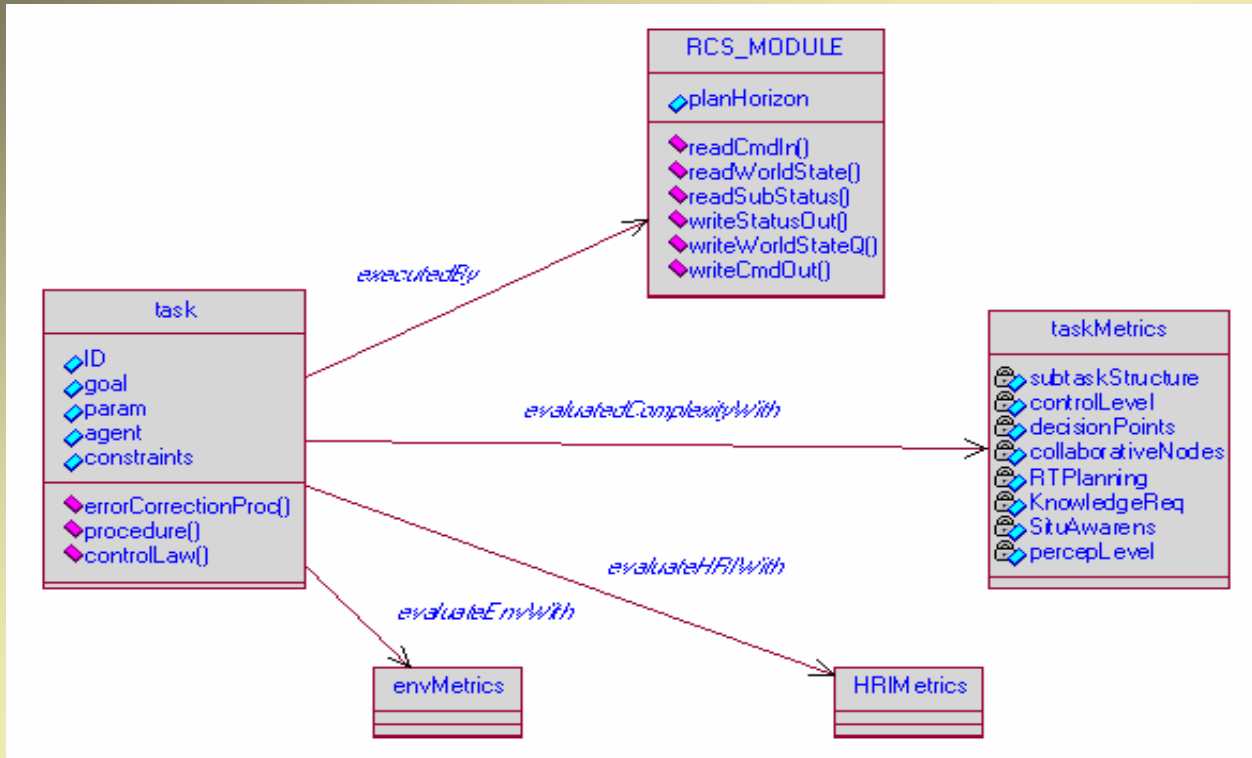 RCS_MODULE
planHorizon
readCmdIn()
readWorldState()
readSubStatus()
writeStatusOut()
writeWorldStateQ()
writeCmdOut()
executedBy
task
ID
goal
param
agent
constraints
errorCorrectionProc()
procedure()
controlLaw()
evaluatedComplexityWith
taskMetrics
subtaskStructure
controlLevel
decisionPoints
collaborativeNodes
RTPlanning
KnowledgeReq
SituAwarens
percepLevel
evaluateHRIWith
evaluateEnvWith
envMetrics
HRIMetrics